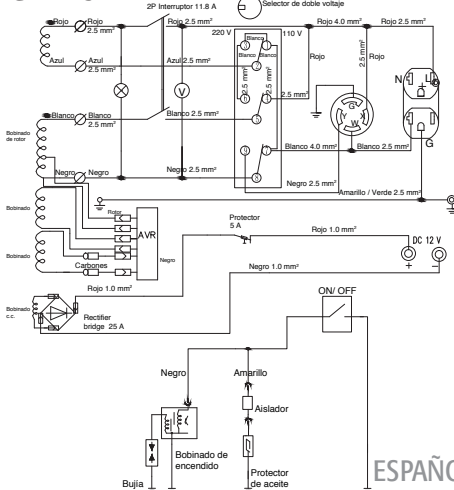 2P Interruptor 11.8 A
Selector de doble voltaje
Rojo Rojo
2.5 mm²
Rojo 4.0 mm² Rojo 2.5 mm²
220 V 110 V
Blanco
Blanco Blanco
Rojo
2.5 mm²
Rojo
Azul Azul
2.5 mm²
Azul 2.5 mm²
2.5 mm² 2.5 mm²
2.5 mm²
N L
G
Y X
W
G
V
Bobinado
de rotor
Blanco Blanco
2.5 mm²
Blanco 2.5 mm²
Blanco 4.0 mm² Blanco 2.5 mm²
Negro Negro
2.5 mm²
Negro 2.5 mm²
Negro 2.5 mm²
Amarillo / Verde 2.5 mm²
Bobinado
Rotor
AVR
Negro
Bobinado
Carbones
Protector
5 A
Rojo 1.0 mm²
DC 12 V
+ −
Rojo 1.0 mm²
Negro 1.0 mm²
Bobinado
c.c.
Rectifier
bridge 25 A
ON/ OFF
Negro
Amarillo
Aislador
Bobinado de
encendido
Bujía
Protector
de aceite
ESPAÑO